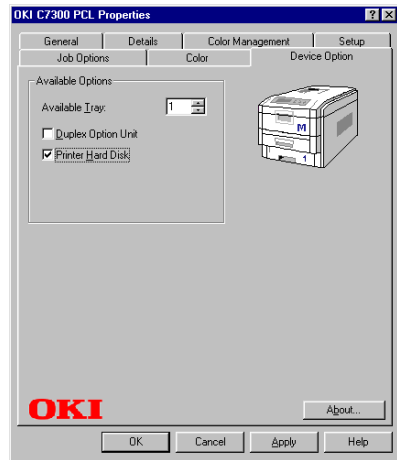 OKI C7300 PCL Properties
General Details Color Management Setup
Job Options Color Device Option
Available Options
Available Tray: 1
Duplex Option Unit
Printer Hard Disk
M
1
OKI
About...
OK Cancel Apply Help